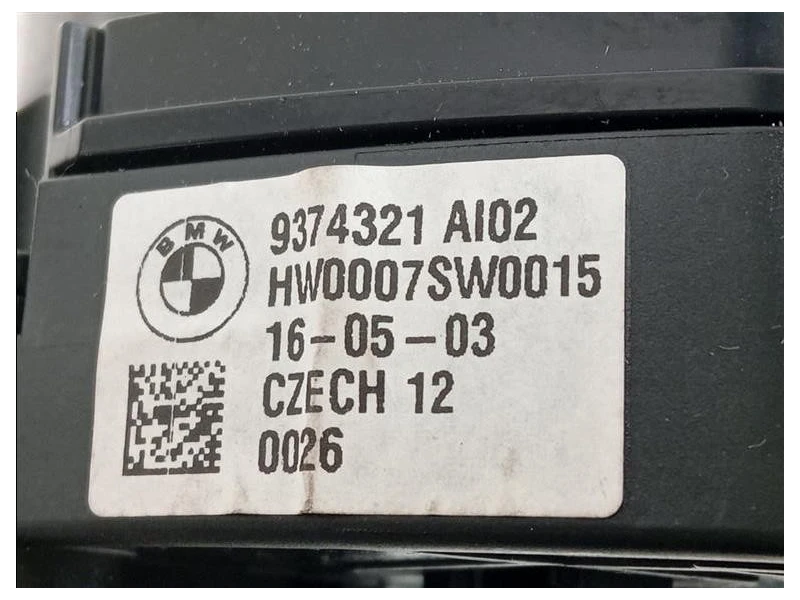 BMW
9374321 AI02
HW0007SW0015
16-05-03
CZECH 12
0026